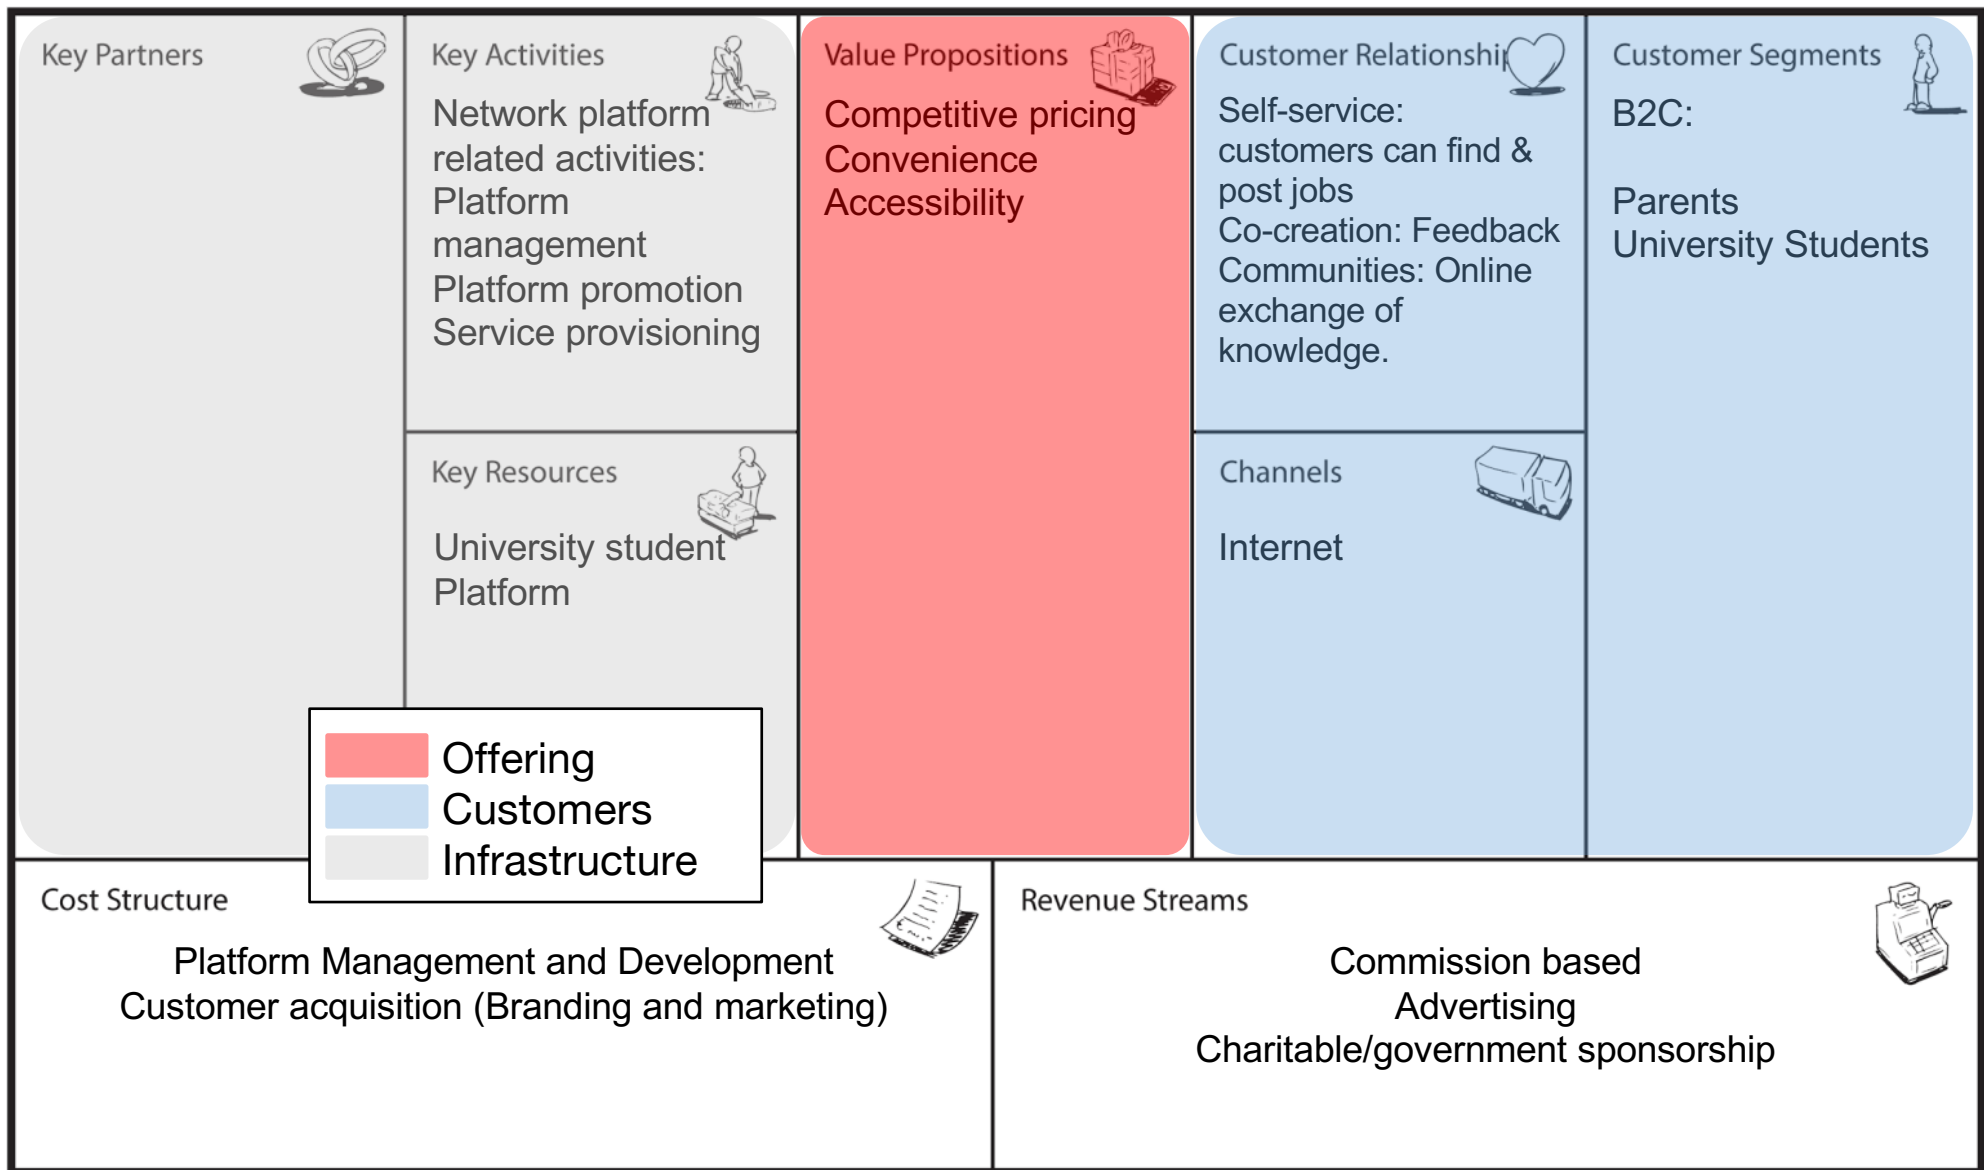 Key Partners
Key Activities
Network platform
related activities:
Platform
management
Platform promotion
Service provisioning
Key Resources
University student
Platform
Value Propositions
Competitive pricing
Convenience
Accessibility
Customer Relationship
Self-service:
customers can find &
post jobs
Co-creation: Feedback
Communities: Online
exchange of
knowledge.
Channels
Internet
Customer Segments
B2C:
Parents
University Students
Offering
Customers
Infrastructure
Cost Structure
Platform Management and Development
Customer acquisition (Branding and marketing)
Revenue Streams
Commission based
Advertising
Charitable/government sponsorship